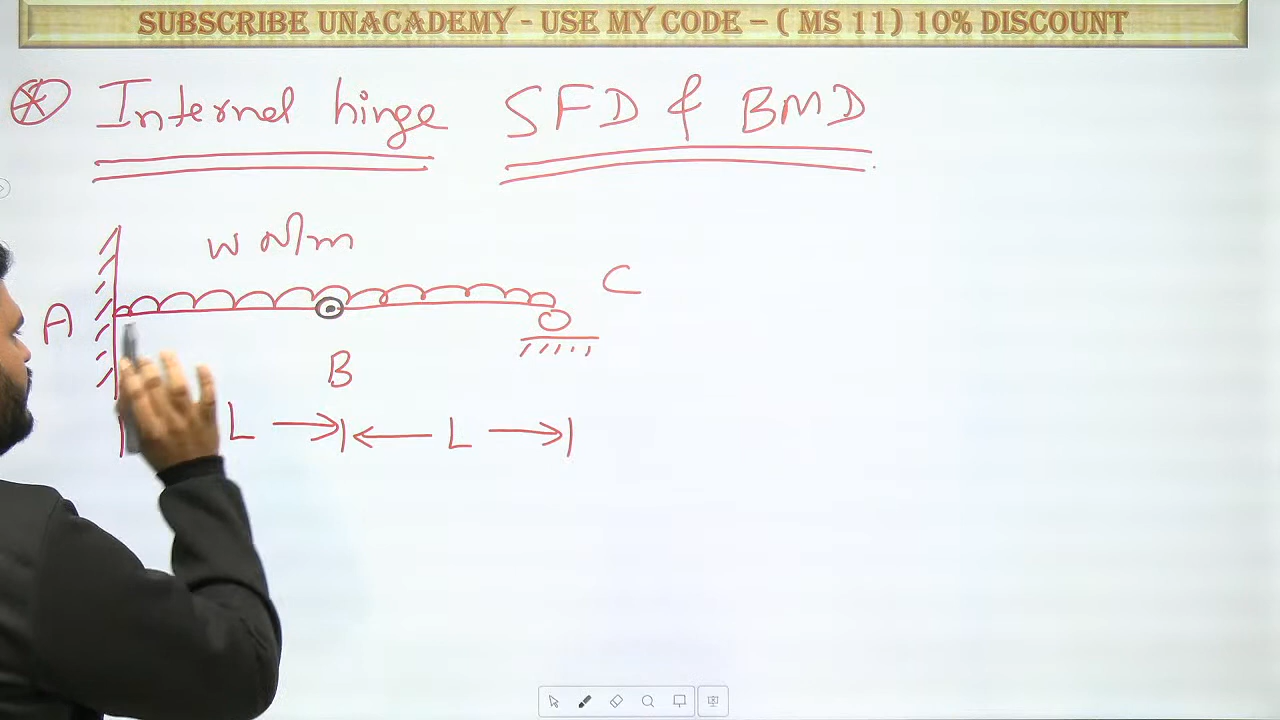 SUBSCRIBE UNACADEMY - USE MY CODE – ( MS 11) 10% DISCOUNT
Internal hinge SFD & BMD
w N/m
C
A
B
L L